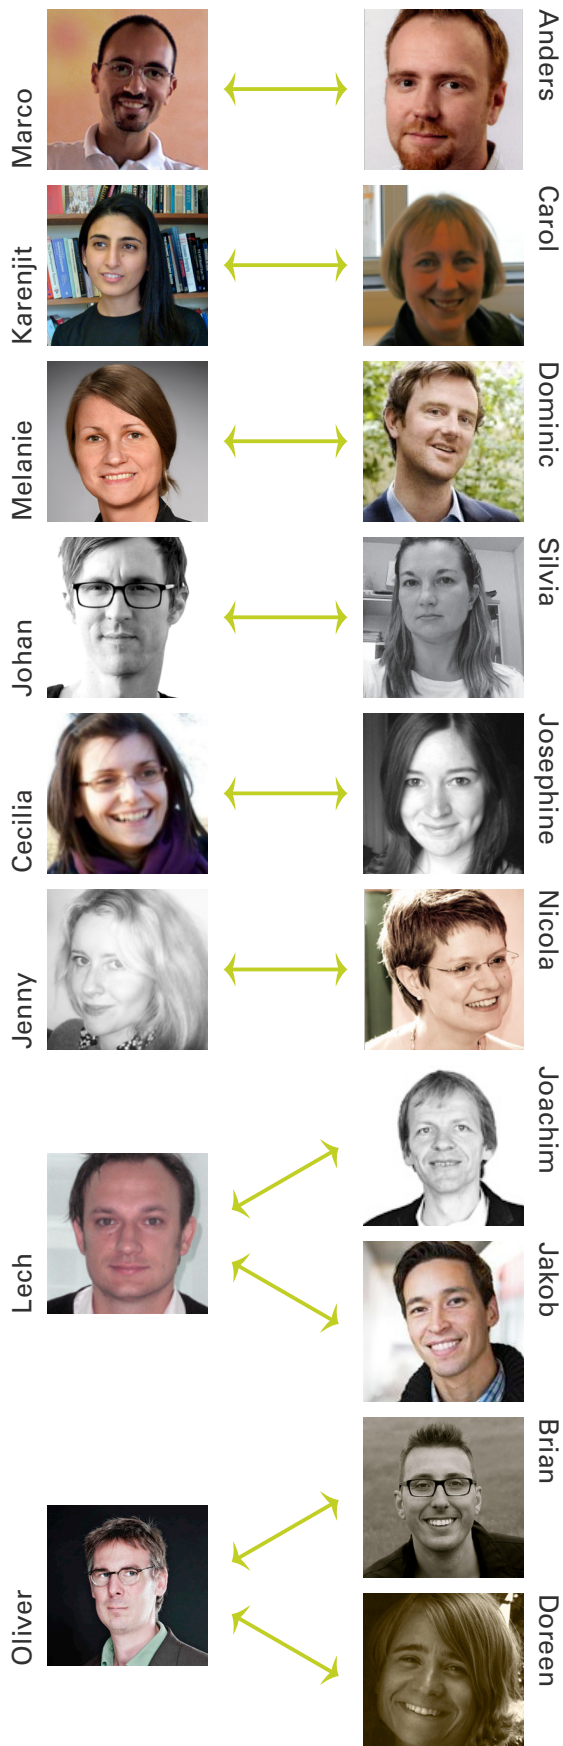 Marco
Anders
Karenjit
Carol
Melanie
Dominic
Johan
Silvia
Cecilia
Josephine
Jenny
Nicola
Lech
Joachim
Jakob
Oliver
Brian
Doreen